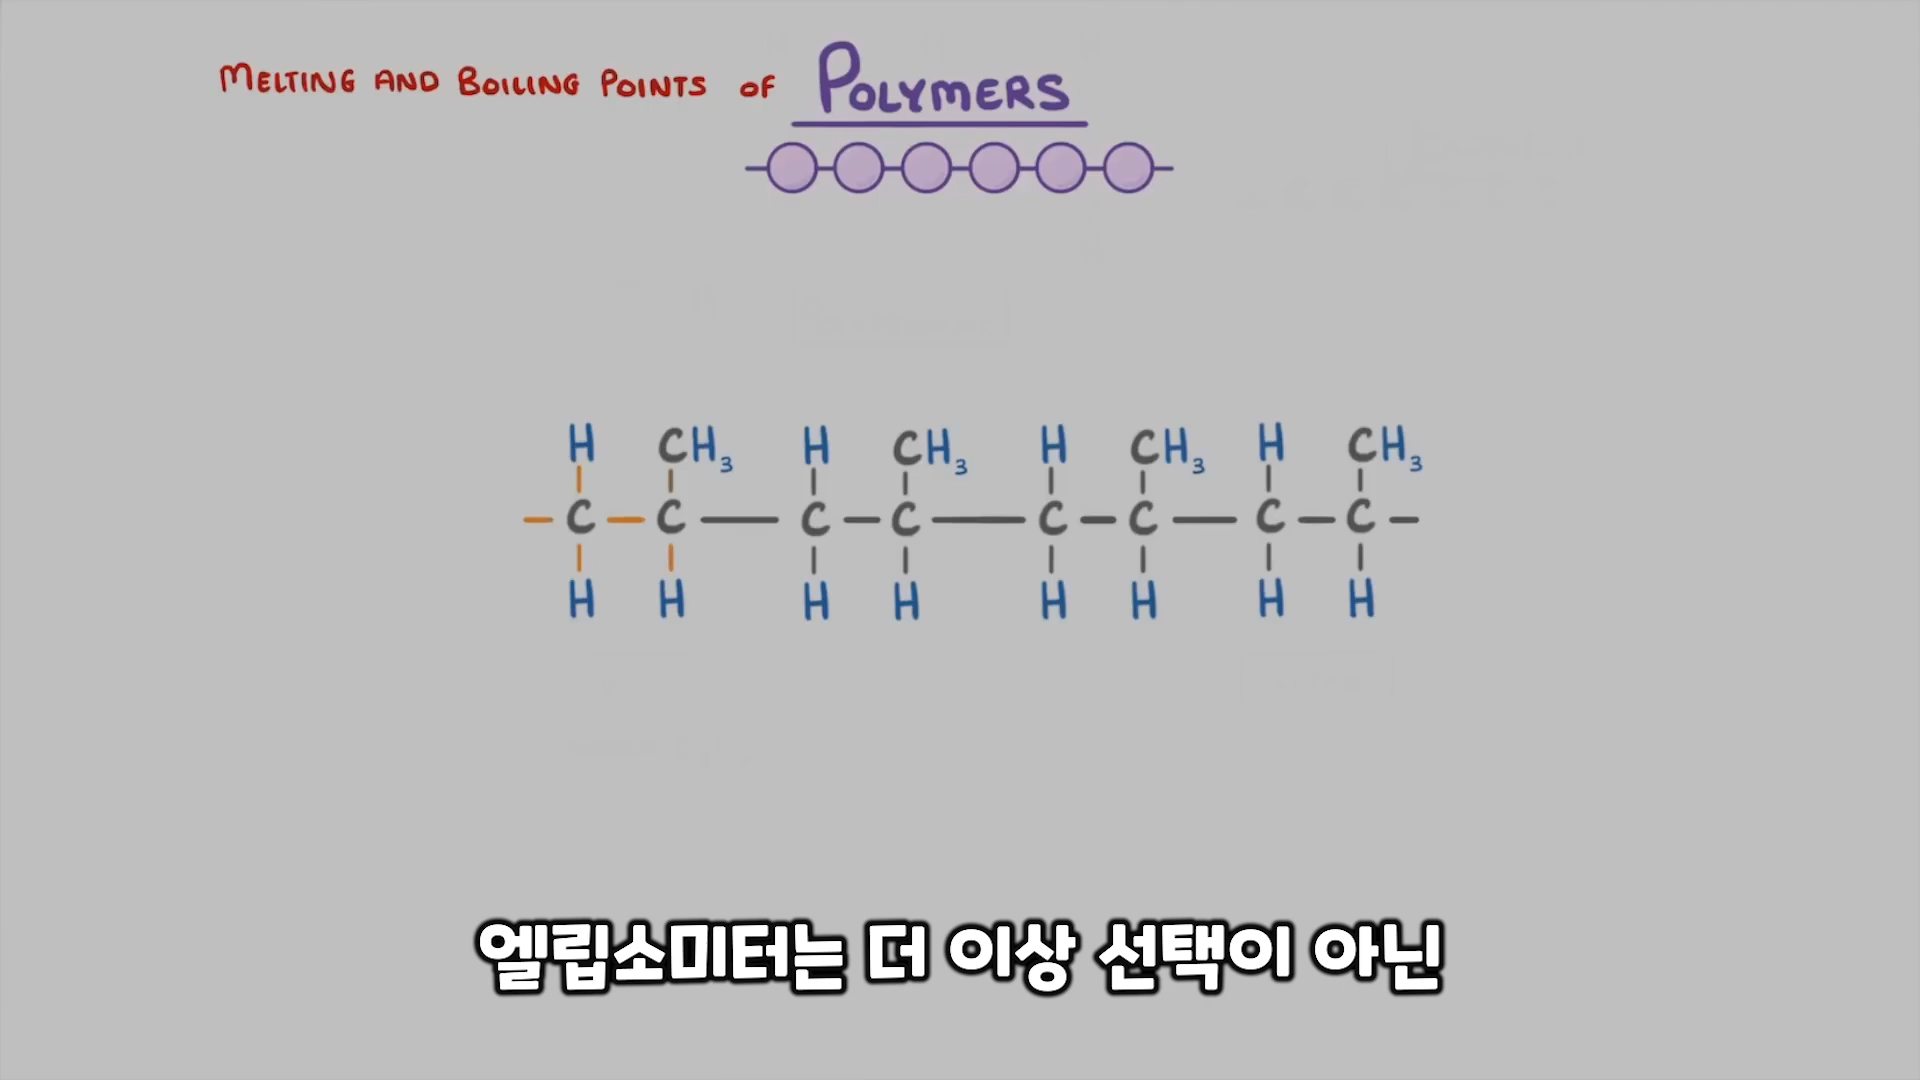 MELTING AND BOILING POINTS OF POLYMERS
H CH₃ H CH₃ H CH₃ H CH₃
C C C C C C C C
H H H H H H H H
엘립소미터는 더 이상 선택이 아닌